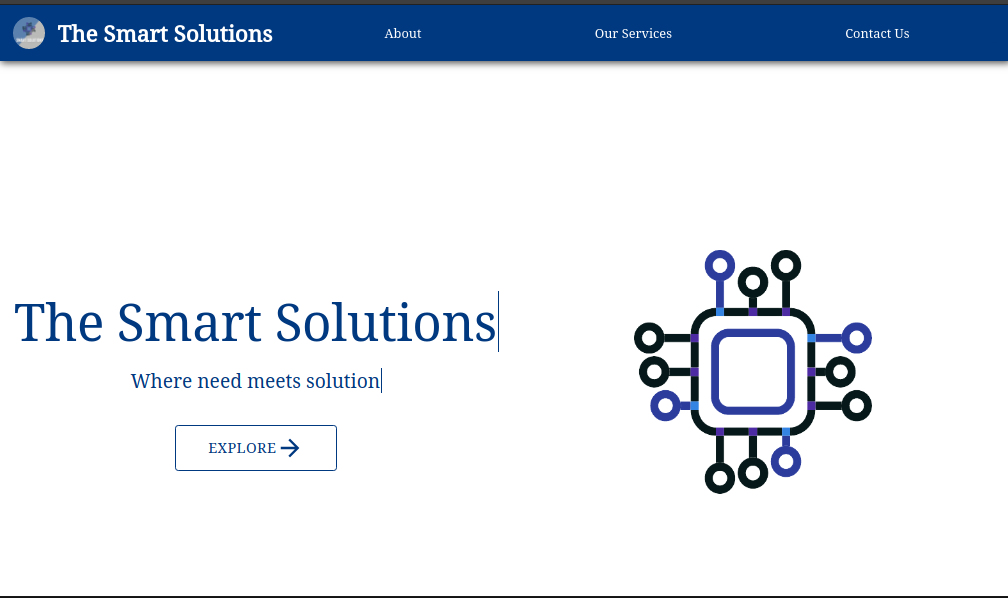 The Smart Solutions
About
Our Services
Contact Us
The Smart Solutions
Where need meets solution
EXPLORE